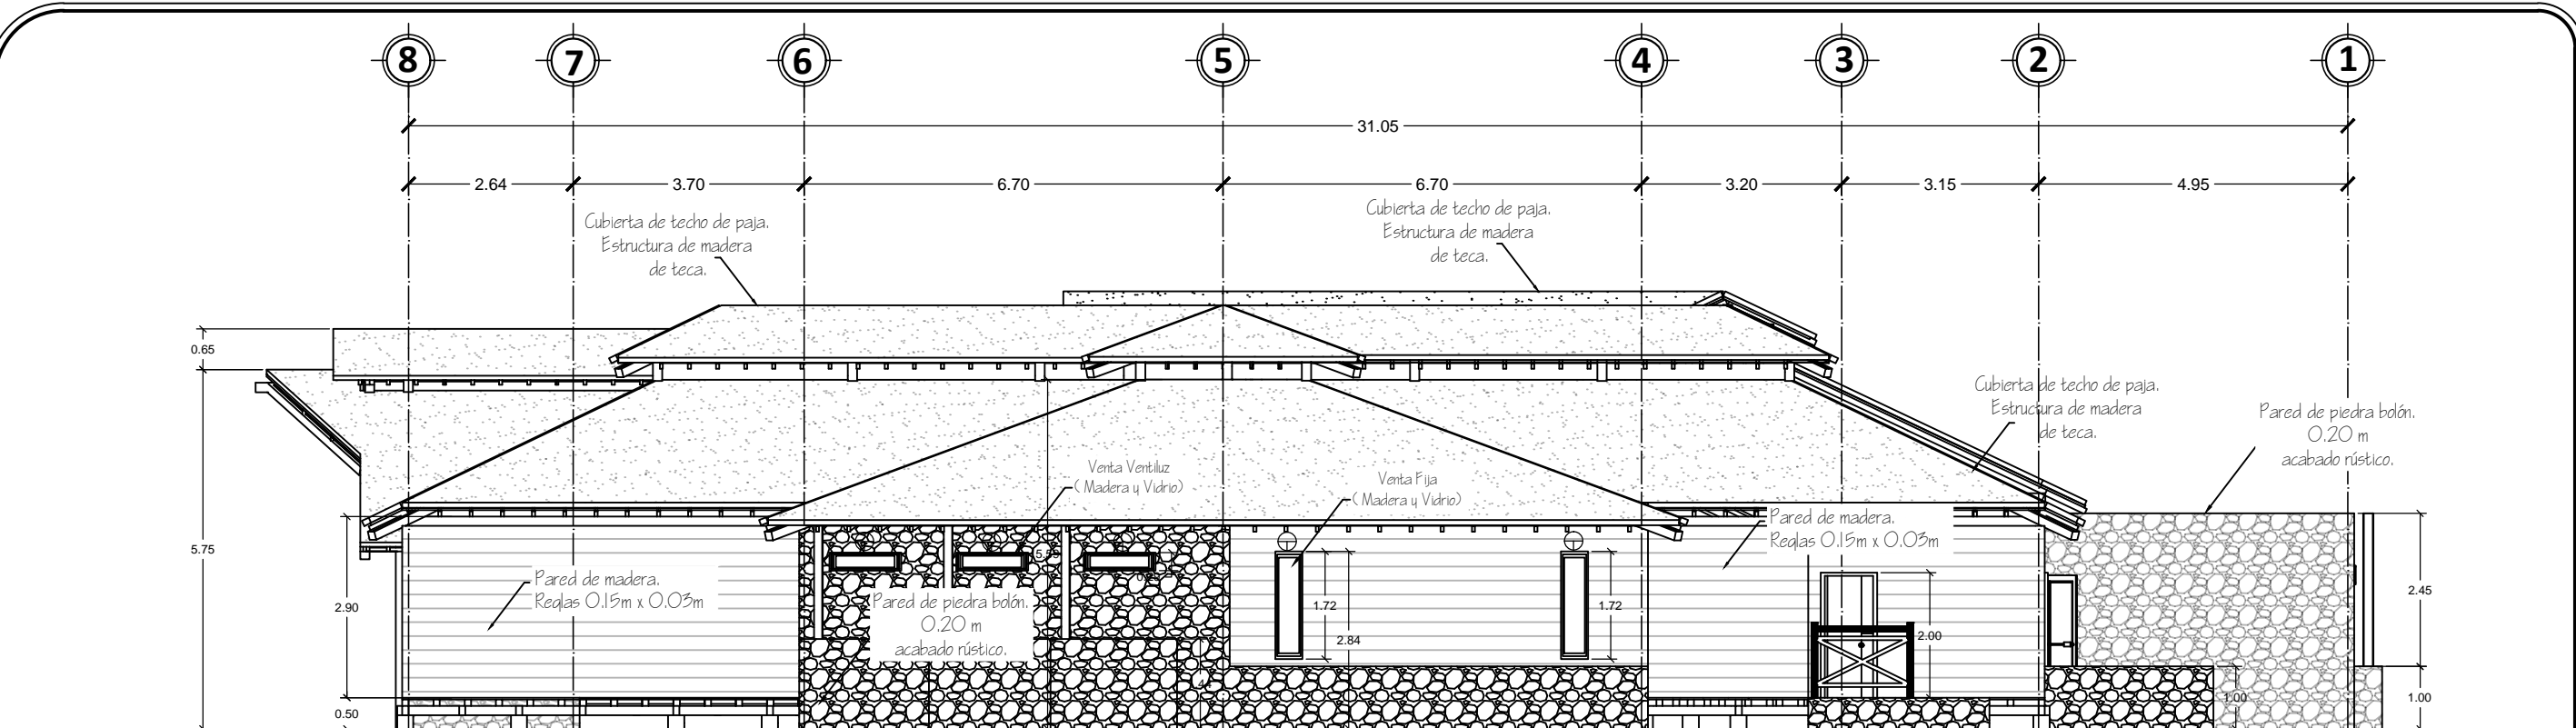 8 7 6 5 4 3 2 1
31.05
2.64 3.70 6.70 6.70 3.20 3.15 4.95
Cubierta de techo de paja.
Estructura de madera
de teca.
Cubierta de techo de paja.
Estructura de madera
de teca.
0.65
Cubierta de techo de paja.
Estructura de madera
de teca.
Pared de piedra bolón.
0.20 m
acabado rústico.
Venta Ventiluz
( Madera y Vidrio)
Venta Fija
( Madera y Vidrio)
Pared de madera.
Reglas 0.15m x 0.03m
5.75
5.59
Pared de madera.
Reglas 0.15m x 0.03m
2.90
Pared de piedra bolón.
0.20 m
acabado rústico.
1.72
2.84
1.72
2.00
2.45
0.50
1.00
1.00